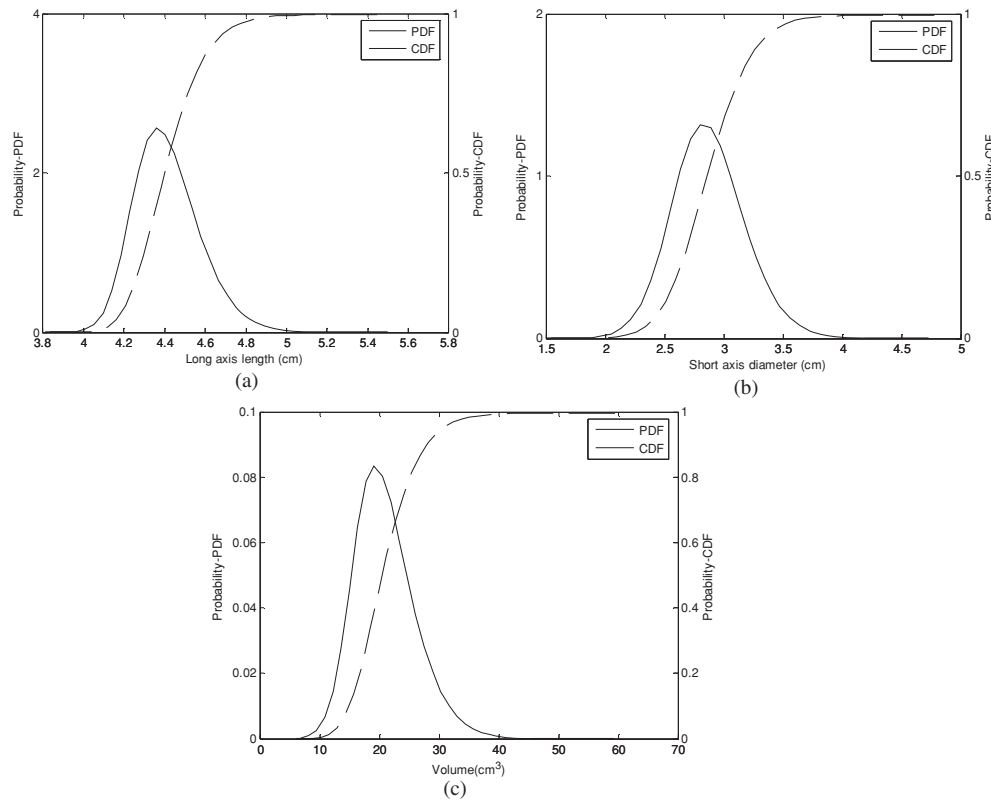 4
2
0
Probability-PDF
1
0.5
0
Probability-CDF
PDF
CDF
3.8 4 4.2 4.4 4.6 4.8 5 5.2 5.4 5.6 5.8
Long axis length (cm)
(a)
2
1
0
Probability-PDF
1
0.5
0
Probability-CDF
PDF
CDF
1.5 2 2.5 3 3.5 4 4.5 5
Short axis diameter (cm)
(b)
0.1
0.08
0.06
0.04
0.02
0
Probability-PDF
1
0.8
0.6
0.4
0.2
0
Probability-CDF
PDF
CDF
0 10 20 30 40 50 60 70
Volume(cm³)
(c)